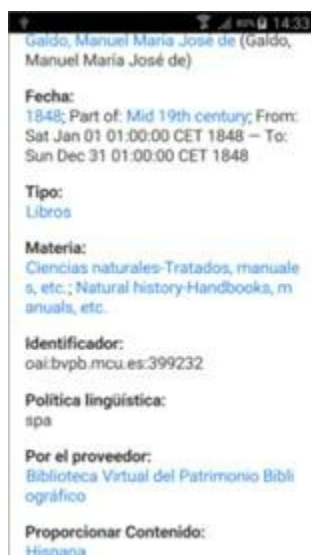 14:33
Galdo, Manuel María José de (Galdo,
Manuel María José de)
Fecha:
1848; Part of: Mid 19th century; From:
Sat Jan 01 01:00:00 CET 1848 — To:
Sun Dec 31 01:00:00 CET 1848
Tipo:
Libros
Materia:
Ciencias naturales-Tratados, manuale
s, etc.; Natural history-Handbooks, m
anuals, etc.
Identificador:
oai:bvpb.mcu.es:399232
Política lingüística:
spa
Por el proveedor:
Biblioteca Virtual del Patrimonio Bibli
ográfico
Proporcionar Contenido:
Hispana